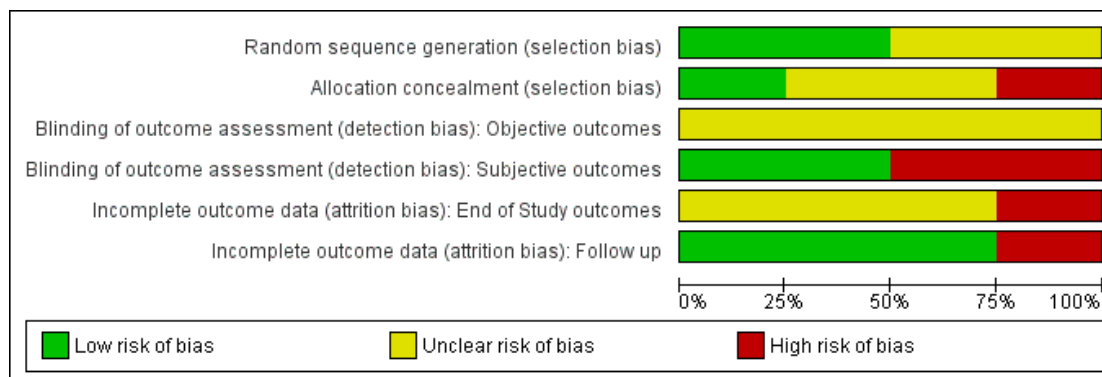 Random sequence generation (selection bias)
Allocation concealment (selection bias)
Blinding of outcome assessment (detection bias): Objective outcomes
Blinding of outcome assessment (detection bias): Subjective outcomes
Incomplete outcome data (attrition bias): End of Study outcomes
Incomplete outcome data (attrition bias): Follow up
0% 25% 50% 75% 100%
Low risk of bias Unclear risk of bias High risk of bias